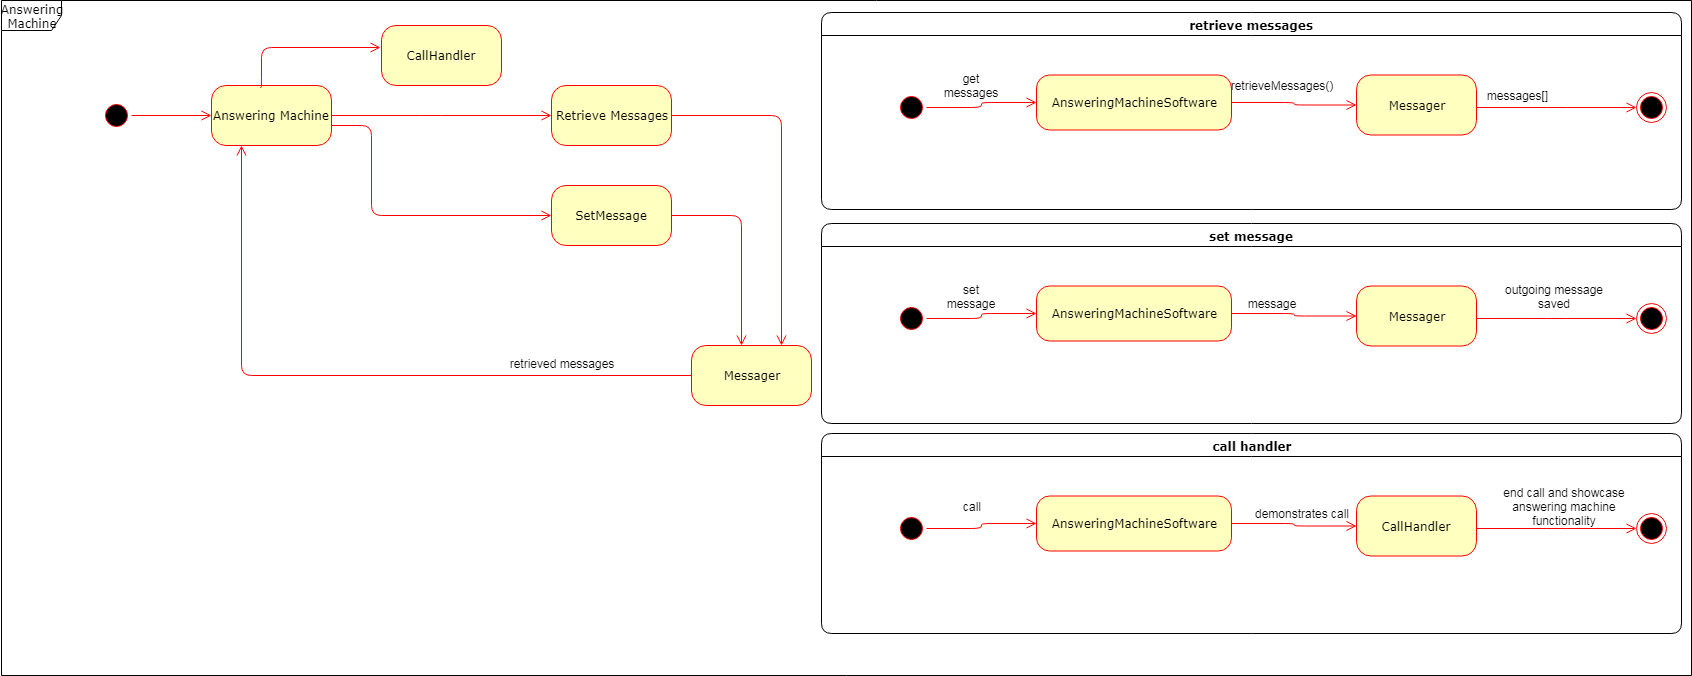 Answering
Machine
CallHandler
Answering Machine
Retrieve Messages
SetMessage
retrieved messages
Messager
retrieve messages
get
messages
AnsweringMachineSoftware
retrieveMessages()
Messager
messages[]
set message
set
message
AnsweringMachineSoftware
message
Messager
outgoing message
saved
call handler
call
AnsweringMachineSoftware
demonstrates call
CallHandler
end call and showcase
answering machine
functionality